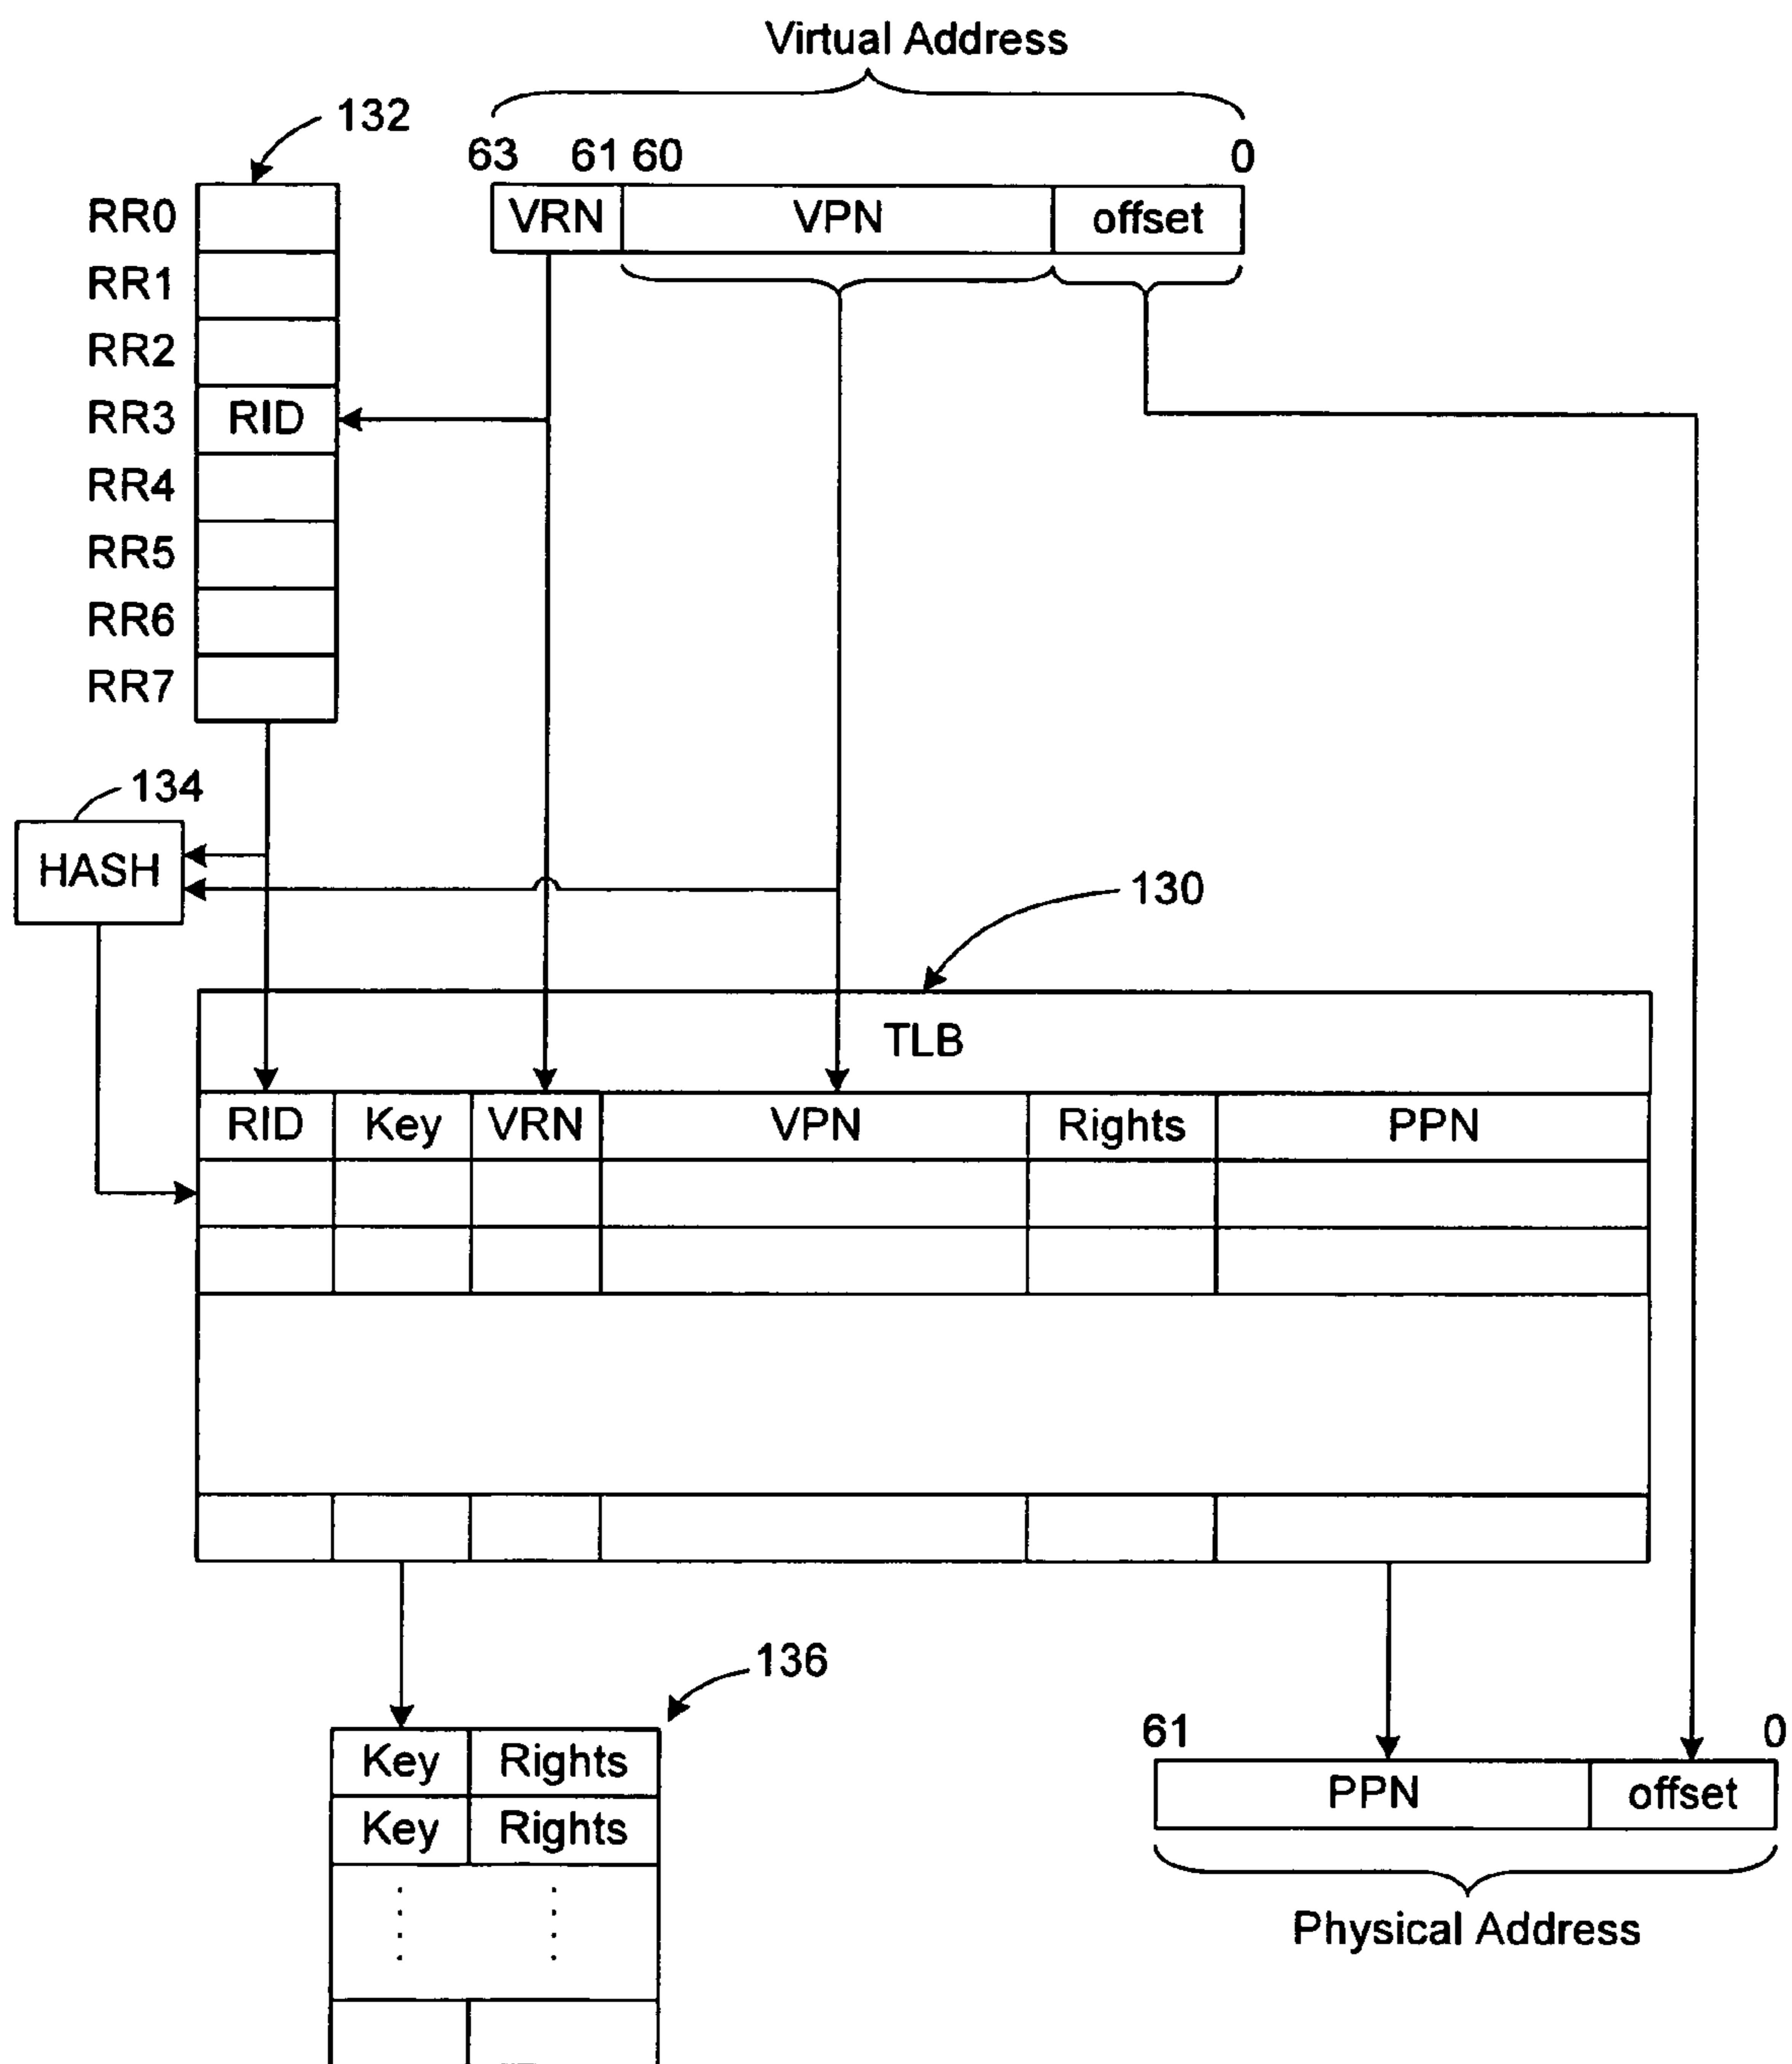 Virtual Address
132
63 61 60 0
RR0 VRN VPN offset
RR1
RR2
RR3 RID
RR4
RR5
RR6
RR7
134
HASH
130
TLB
RID Key VRN VPN Rights PPN
136
61 0
Key Rights PPN offset
Key Rights
Physical Address